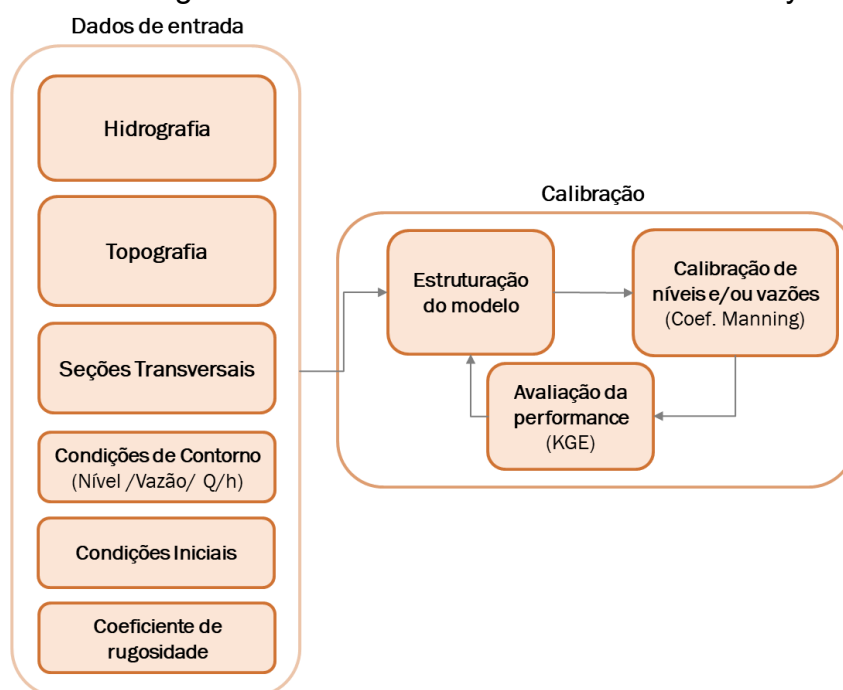 Dados de entrada
Hidrografia
Topografia
Seções Transversais
Condições de Contorno
(Nível /Vazão/ Q/h)
Condições Iniciais
Coeficiente de
rugosidade
Calibração
Estruturação
do modelo
Calibração de
níveis e/ou vazões
(Coef. Manning)
Avaliação da
performance
(KGE)